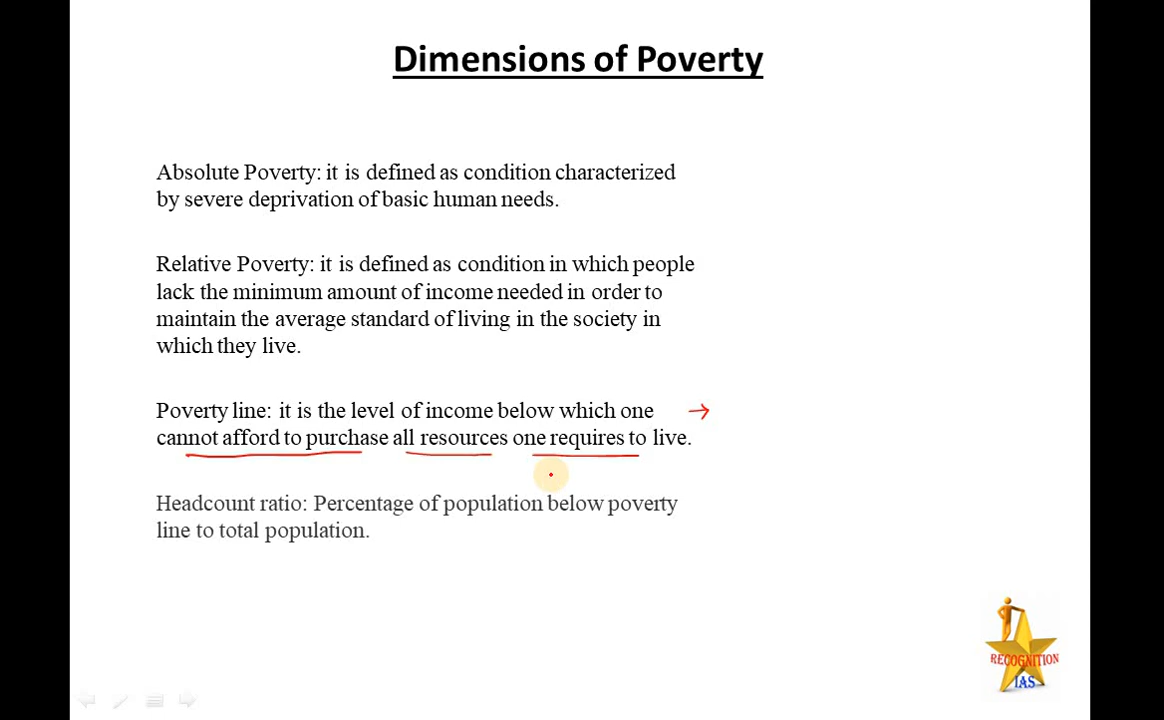 Dimensions of Poverty
Absolute Poverty: it is defined as condition characterized
by severe deprivation of basic human needs.
Relative Poverty: it is defined as condition in which people
lack the minimum amount of income needed in order to
maintain the average standard of living in the society in
which they live.
Poverty line: it is the level of income below which one
cannot afford to purchase all resources one requires to live.
Headcount ratio: Percentage of population below poverty
line to total population.
RECOGNITION
IAS